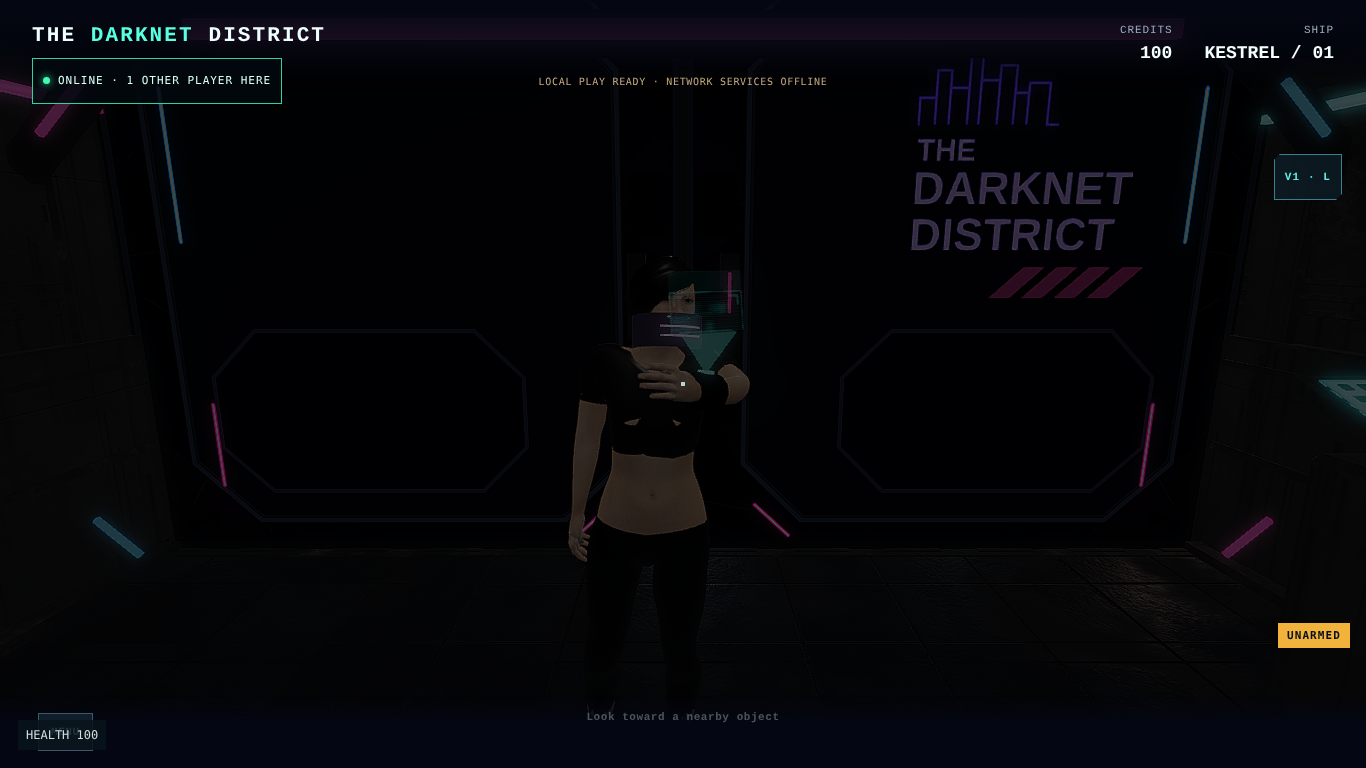 THE DARKNET DISTRICT
CREDITS
100
SHIP
KESTREL / 01
ONLINE · 1 OTHER PLAYER HERE
LOCAL PLAY READY · NETWORK SERVICES OFFLINE
THE
DARKNET
DISTRICT
V1 · L
UNARMED
Look toward a nearby object
HEALTH 100